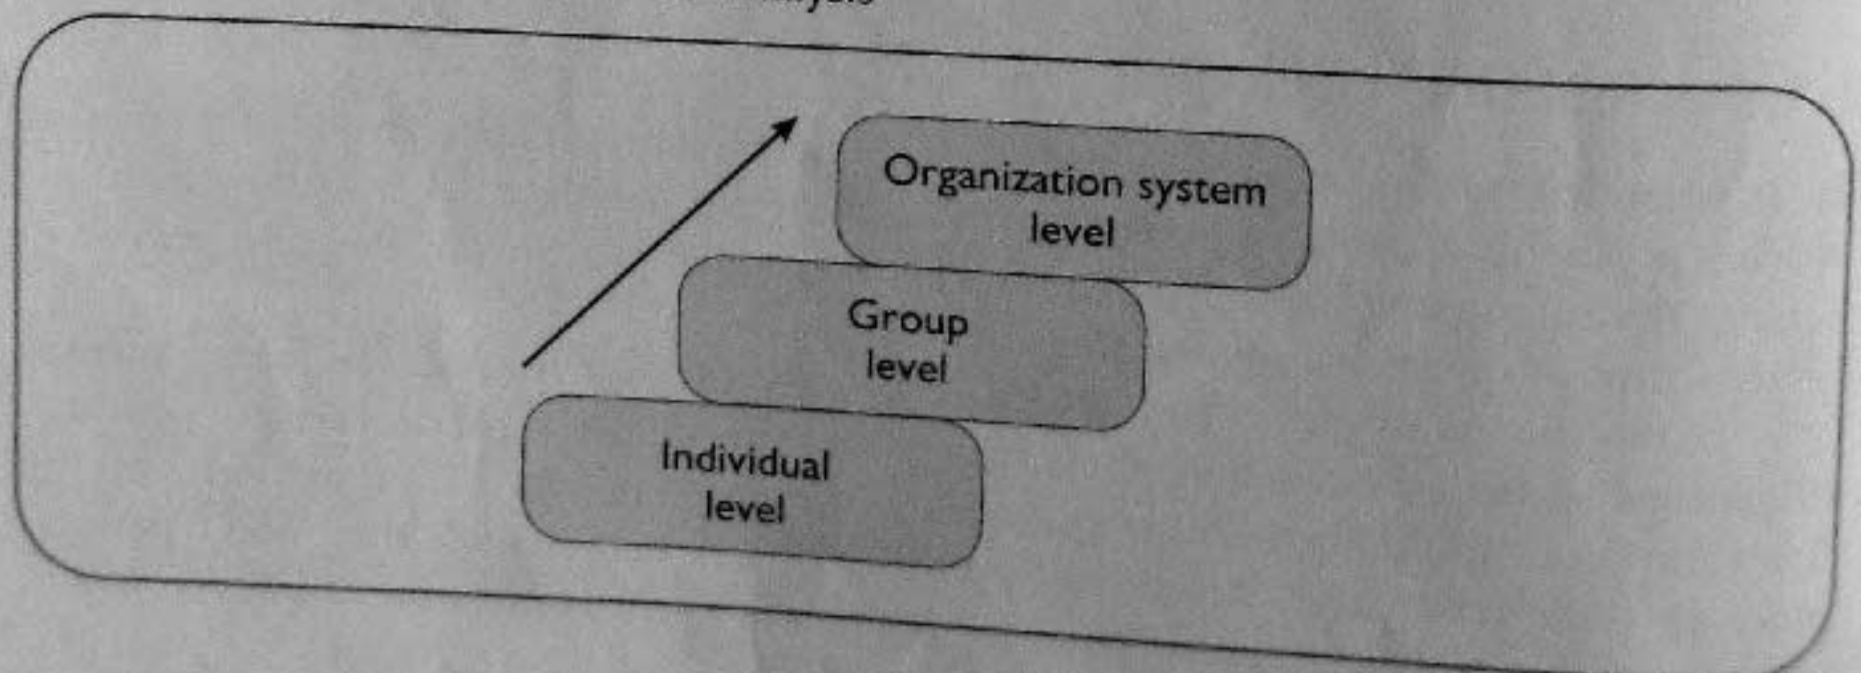 Organization system
level
Group
level
Individual
level